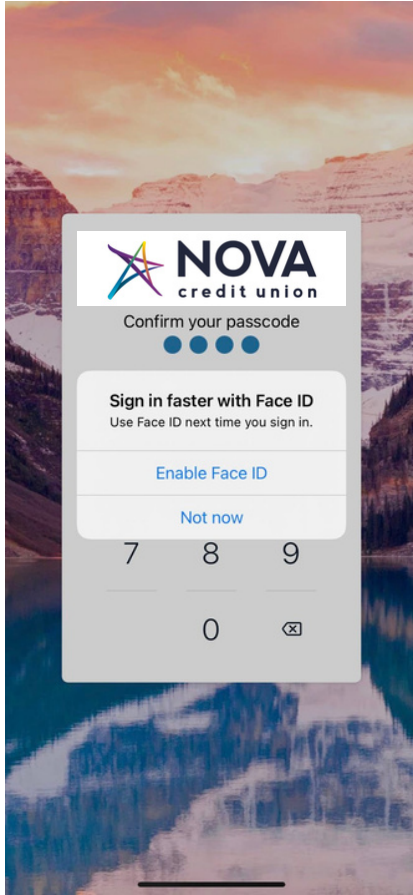 NOVA
credit union
Confirm your passcode
Sign in faster with Face ID
Use Face ID next time you sign in.
Enable Face ID
Not now
7 8 9
0